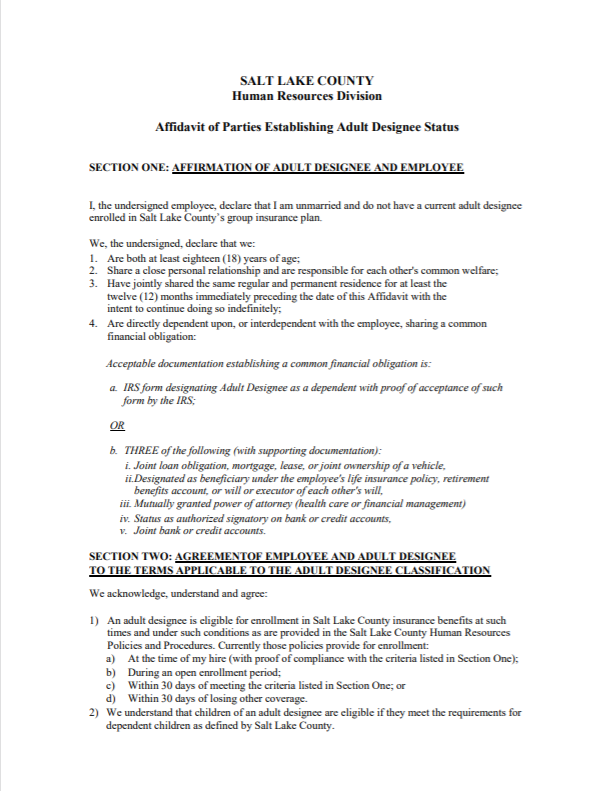 SALT LAKE COUNTY
Human Resources Division
Affidavit of Parties Establishing Adult Designee Status
SECTION ONE: AFFIRMATION OF ADULT DESIGNEE AND EMPLOYEE
I, the undersigned employee, declare that I am unmarried and do not have a current adult designee
enrolled in Salt Lake County's group insurance plan.
We, the undersigned, declare that we:
1. Are both at least eighteen (18) years of age;
2. Share a close personal relationship and are responsible for each other's common welfare;
3. Have jointly shared the same regular and permanent residence for at least the
twelve (12) months immediately preceding the date of this Affidavit with the
intent to continue doing so indefinitely;
4. Are directly dependent upon, or interdependent with the employee, sharing a common
financial obligation:
Acceptable documentation establishing a common financial obligation is:
a. IRS form designating Adult Designee as a dependent with proof of acceptance of such
form by the IRS;
OR
b. THREE of the following (with supporting documentation):
i. Joint loan obligation, mortgage, lease, or joint ownership of a vehicle,
ii.Designated as beneficiary under the employee's life insurance policy, retirement
benefits account, or will or executor of each other's will,
iii. Mutually granted power of attorney (health care or financial management)
iv. Status as authorized signatory on bank or credit accounts,
v. Joint bank or credit accounts.
SECTION TWO: AGREEMENTOF EMPLOYEE AND ADULT DESIGNEE
TO THE TERMS APPLICABLE TO THE ADULT DESIGNEE CLASSIFICATION
We acknowledge, understand and agree:
1) An adult designee is eligible for enrollment in Salt Lake County insurance benefits at such
times and under such conditions as are provided in the Salt Lake County Human Resources
Policies and Procedures. Currently those policies provide for enrollment:
a) At the time of my hire (with proof of compliance with the criteria listed in Section One);
b) During an open enrollment period;
c) Within 30 days of meeting the criteria listed in Section One; or
d) Within 30 days of losing other coverage.
2) We understand that children of an adult designee are eligible if they meet the requirements for
dependent children as defined by Salt Lake County.